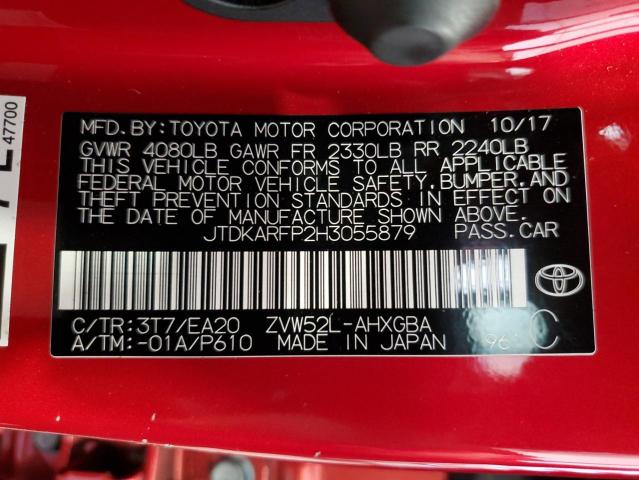 47700
MFD.BY:TOYOTA MOTOR CORPORATION 10/17
GVWR 4080LB GAWR FR 2330LB RR 2240LB
THIS VEHICLE CONFORMS TO ALL APPLICABLE
FEDERAL MOTOR VEHICLE SAFETY,BUMPER,AND
THEFT PREVENTION STANDARDS IN EFFECT ON
THE DATE OF MANUFACTURE SHOWN ABOVE.
JTDKARFP2H3055879 PASS.CAR
C/TR:3T7/EA20 ZVW52L-AHXGBA C
A/TM:-01A/P610 MADE IN JAPAN 96